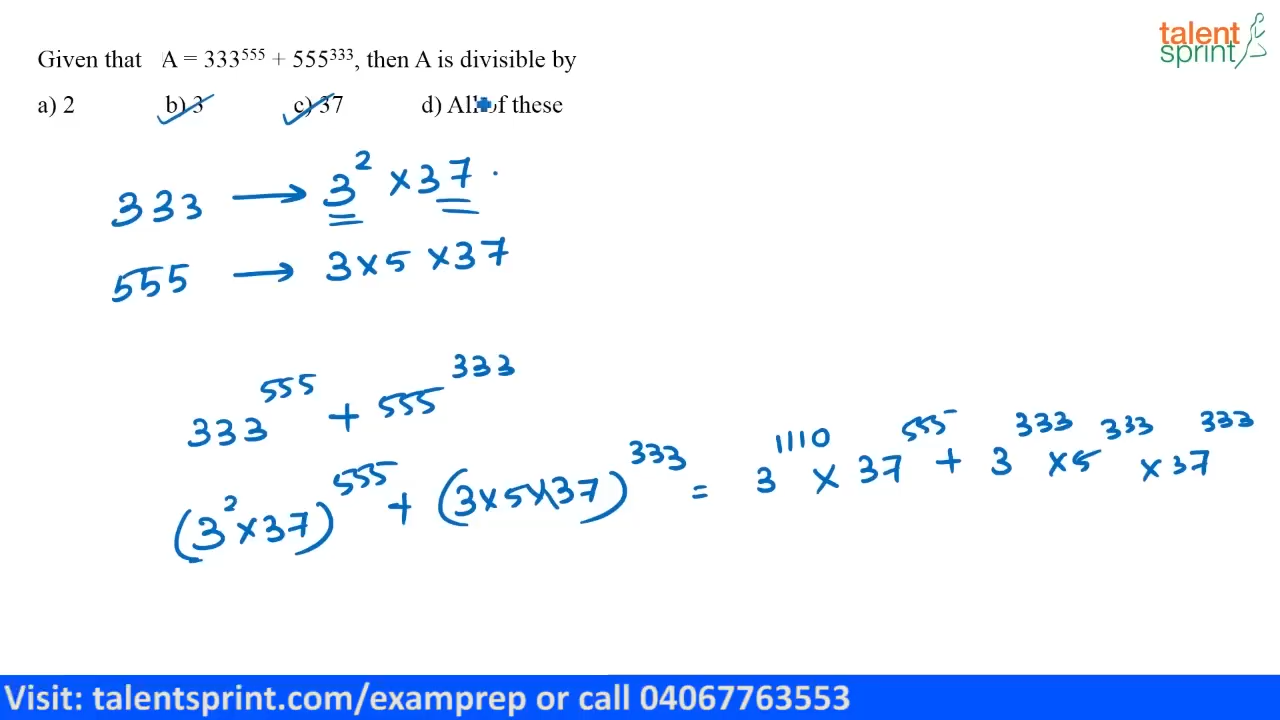 talent
sprint
Given that A = 333⁵⁵⁵ + 555³³³, then A is divisible by
a) 2 b) 3 c) 37 d) All of these
333 → 3² × 37 .
555 → 3 × 5 × 37
333⁵⁵⁵ + 555³³³
(3² × 37)⁵⁵⁵ + (3 × 5 × 37)³³³ = 3¹¹¹⁰ × 37⁵⁵⁵ + 3³³³ × 5³³³ × 37³³³
Visit: talentsprint.com/examprep or call 04067763553